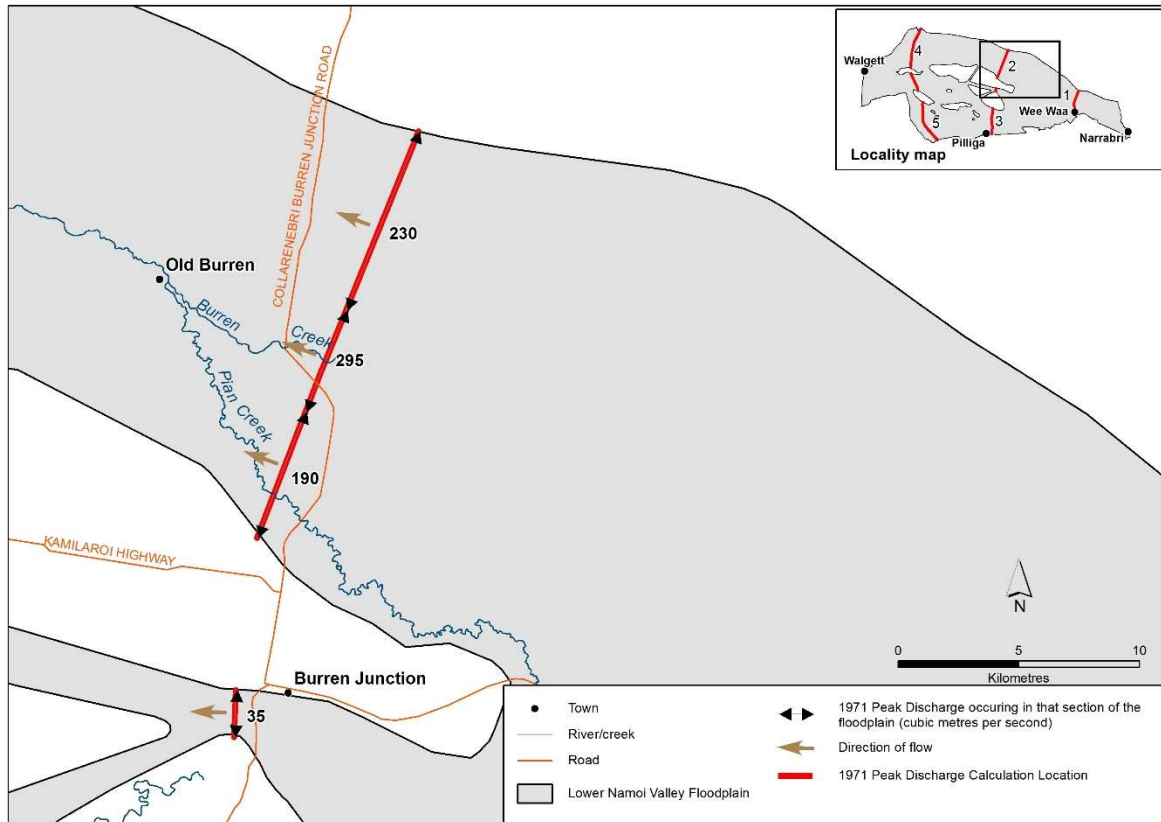 COLLARENEBRI BURREN JUNCTION ROAD
230
Old Burren
Burren
Creek
295
Pian Creek
190
KAMILAROI HIGHWAY
Burren Junction
35
4
2
Walgett
1
Wee Waa
5
3
Pilliga
Narrabri
Locality map
N
0 5 10
Kilometres
Town
River/creek
Road
Lower Namoi Valley Floodplain
1971 Peak Discharge occuring in that section of the
floodplain (cubic metres per second)
Direction of flow
1971 Peak Discharge Calculation Location